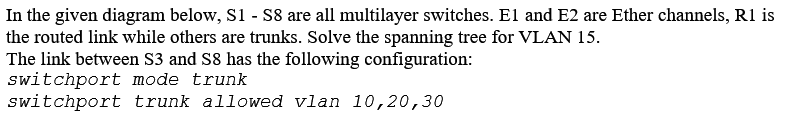 In the given diagram below, S1 - S8 are all multilayer switches. E1 and E2 are Ether channels, R1 is
the routed link while others are trunks. Solve the spanning tree for VLAN 15.
The link between S3 and S8 has the following configuration:
switchport mode trunk
switchport trunk allowed vlan 10,20,30